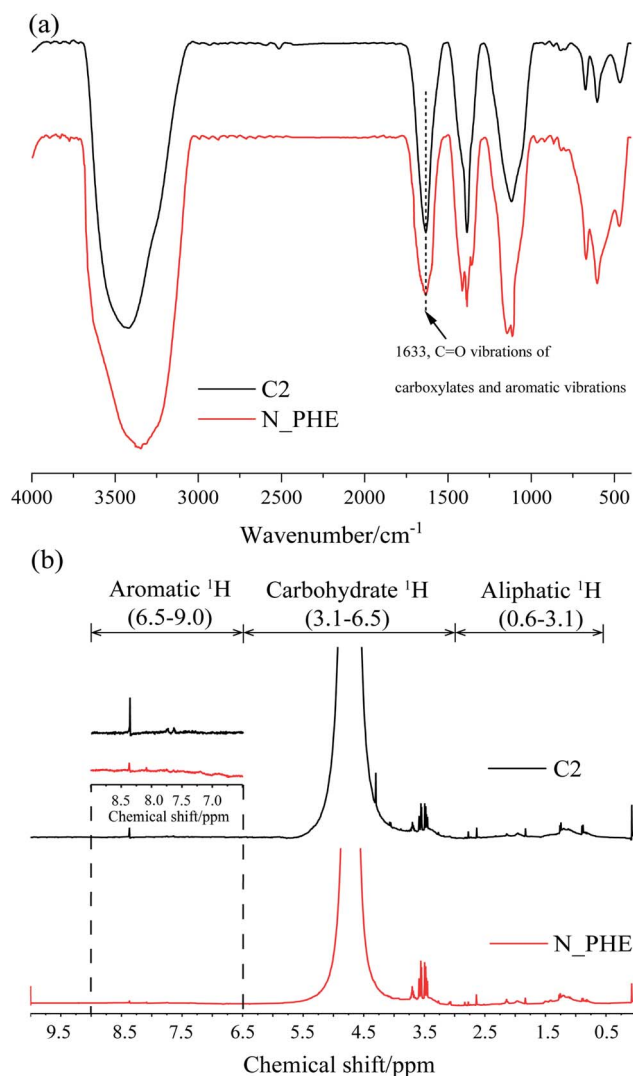 (a)
1633, C=O vibrations of
carboxylates and aromatic vibrations
C2
N_PHE
4000 3500 3000 2500 2000 1500 1000 500
Wavenumber/cm⁻¹
(b)
Aromatic ¹H Carbohydrate ¹H Aliphatic ¹H
(6.5-9.0) (3.1-6.5) (0.6-3.1)
8.5 8.0 7.5 7.0
Chemical shift/ppm
C2
N_PHE
9.5 8.5 7.5 6.5 5.5 4.5 3.5 2.5 1.5 0.5
Chemical shift/ppm